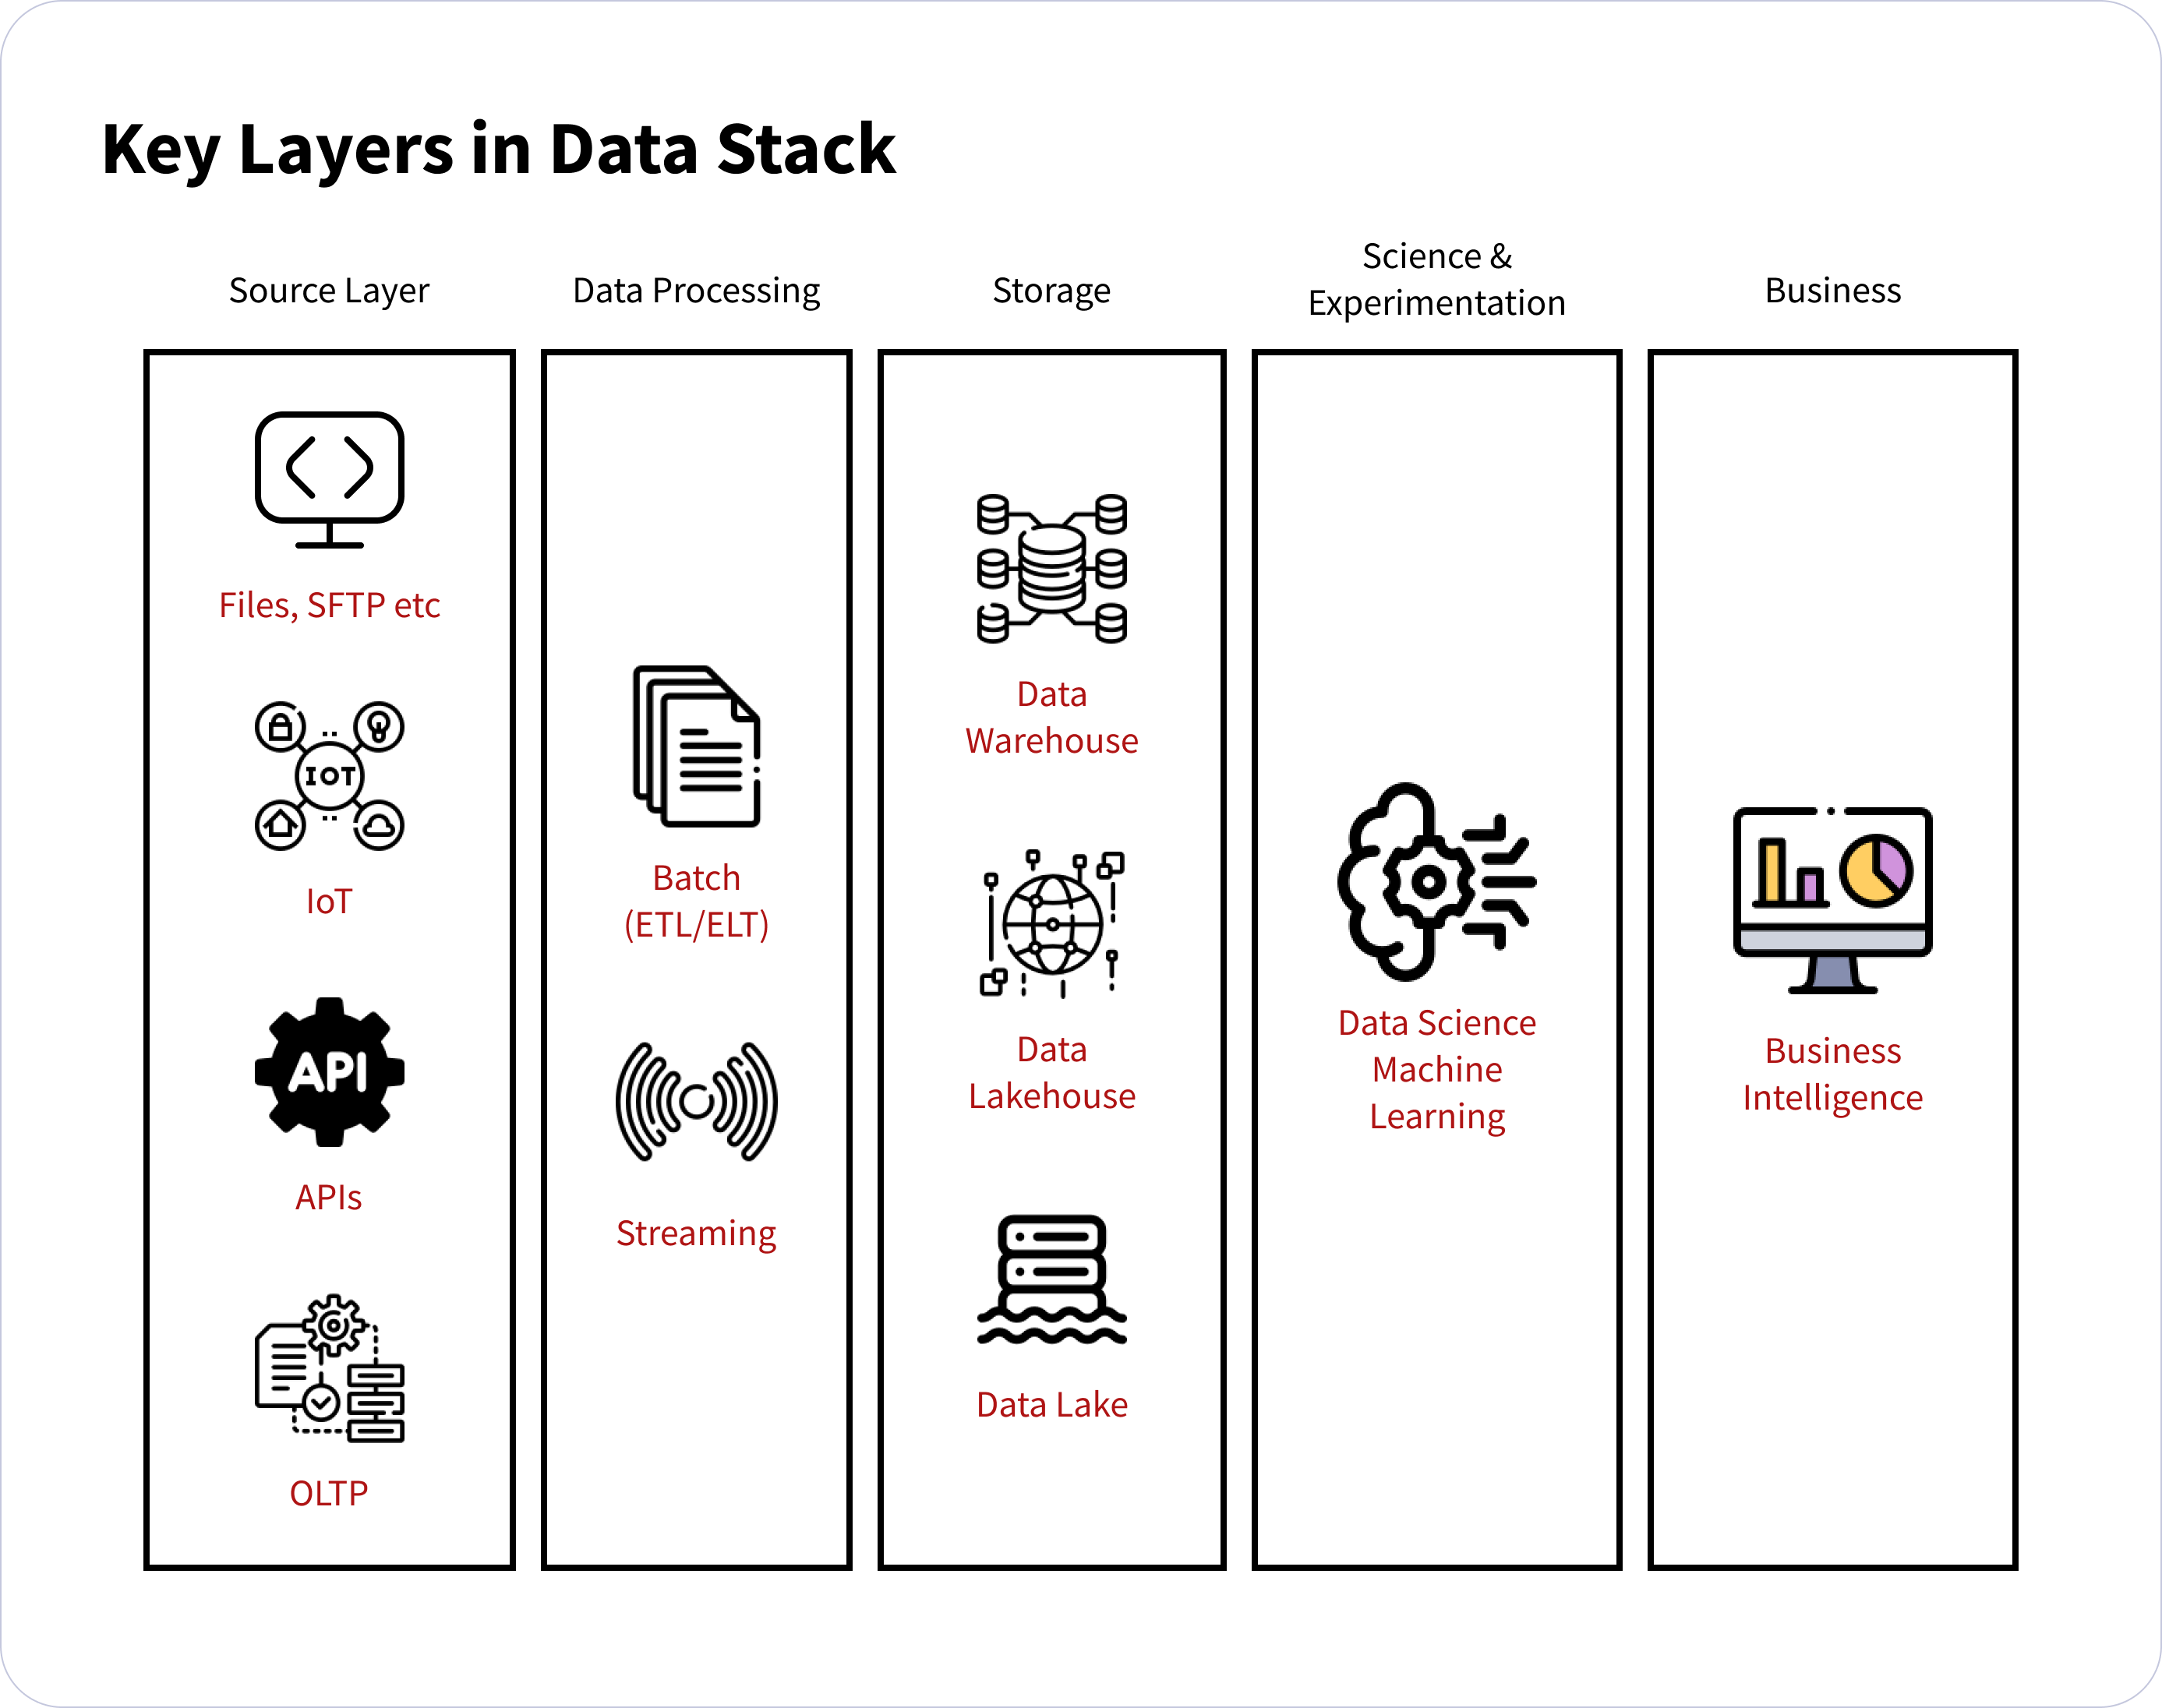 Key Layers in Data Stack
Source Layer
Data Processing
Storage
Science &
Experimentation
Business
Files, SFTP etc
IOT
IoT
API
APIs
OLTP
Batch
(ETL/ELT)
Streaming
Data
Warehouse
Data
Lakehouse
Data Lake
Data Science
Machine
Learning
Business
Intelligence